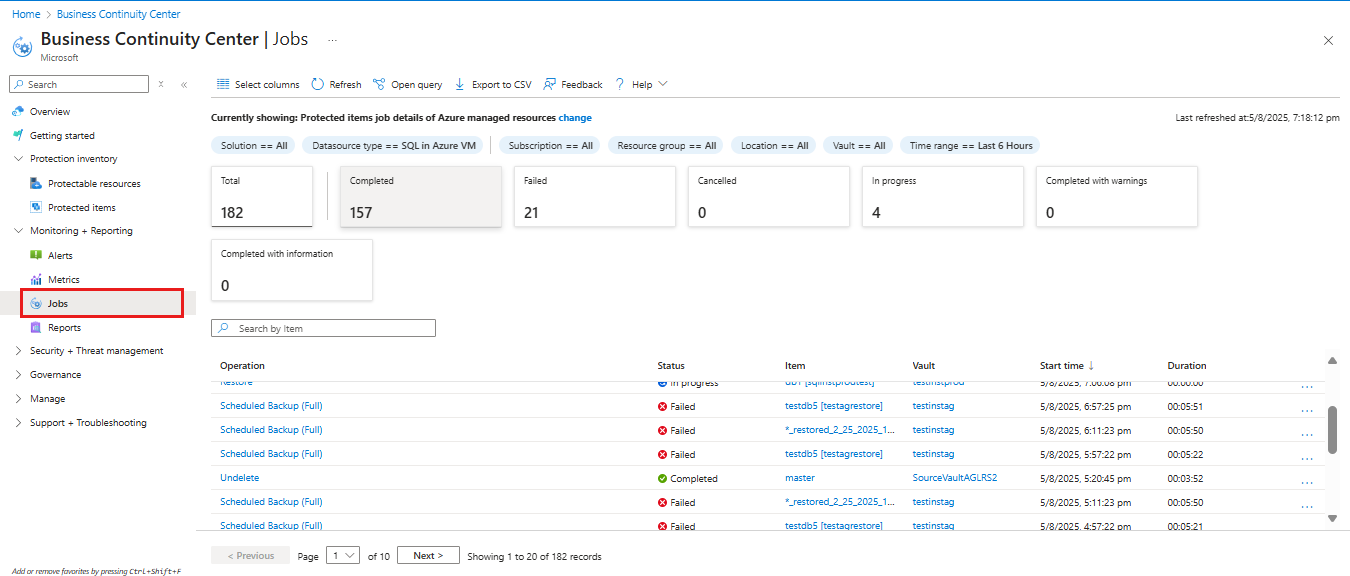 Home > Business Continuity Center
Business Continuity Center | Jobs ...
Microsoft
Search
Overview
Getting started
Protection inventory
Protectable resources
Protected items
Monitoring + Reporting
Alerts
Metrics
Jobs
Reports
Security + Threat management
Governance
Manage
Support + Troubleshooting
Add or remove favorites by pressing Ctrl+Shift+F
Select columns Refresh Open query Export to CSV Feedback ? Help
Currently showing: Protected items job details of Azure managed resources change
Last refreshed at:5/8/2025, 7:18:12 pm
Solution == All Datasource type == SQL in Azure VM Subscription == All Resource group == All Location == All Vault == All Time range == Last 6 Hours
Total
182
Completed
157
Failed
21
Cancelled
0
In progress
4
Completed with warnings
0
Completed with information
0
Search by Item
Operation Status Item Vault Start time ↓ Duration
Restore In progress db1 [sqlinstprodtest] testinstprod 5/8/2025, 7:06:08 pm 00:00:00 ...
Scheduled Backup (Full) Failed testdb5 [testagrestore] testinstag 5/8/2025, 6:57:25 pm 00:05:51 ...
Scheduled Backup (Full) Failed *_restored_2_25_2025_1... testinstag 5/8/2025, 6:11:23 pm 00:05:50 ...
Scheduled Backup (Full) Failed testdb5 [testagrestore] testinstag 5/8/2025, 5:57:22 pm 00:05:22 ...
Undelete Completed master SourceVaultAGLRS2 5/8/2025, 5:20:45 pm 00:03:52 ...
Scheduled Backup (Full) Failed *_restored_2_25_2025_1... testinstag 5/8/2025, 5:11:23 pm 00:05:50 ...
Scheduled Backup (Full) Failed testdb5 [testagrestore] testinstag 5/8/2025, 4:57:22 pm 00:05:21 ...
< Previous Page 1 of 10 Next > Showing 1 to 20 of 182 records